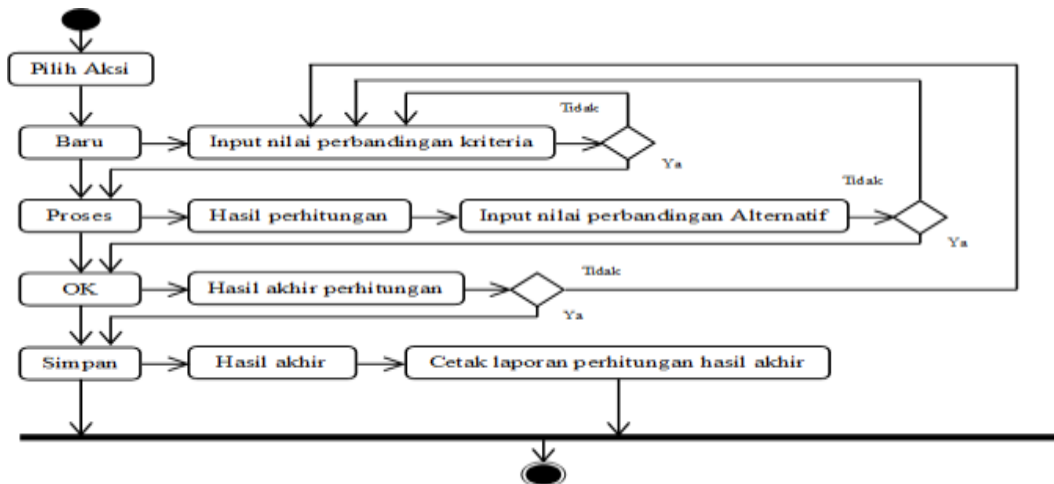 Pilih Aksi
Tidak
Baru
Input nilai perbandingan kriteria
Ya
Tidak
Proses
Hasil perhitungan
Input nilai perbandingan Alternatif
Ya
Tidak
OK
Hasil akhir perhitungan
Ya
Simpan
Hasil akhir
Cetak laporan perhitungan hasil akhir